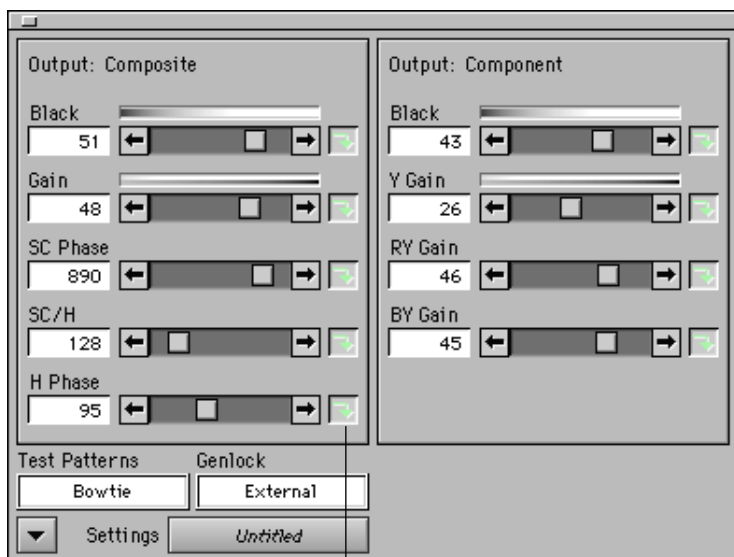 Output: Composite
Black
51
Gain
48
SC Phase
890
SC/H
128
H Phase
95
Output: Component
Black
43
Y Gain
26
RY Gain
46
BY Gain
45
Test Patterns
Bowtie
Genlock
External
Settings
Untitled